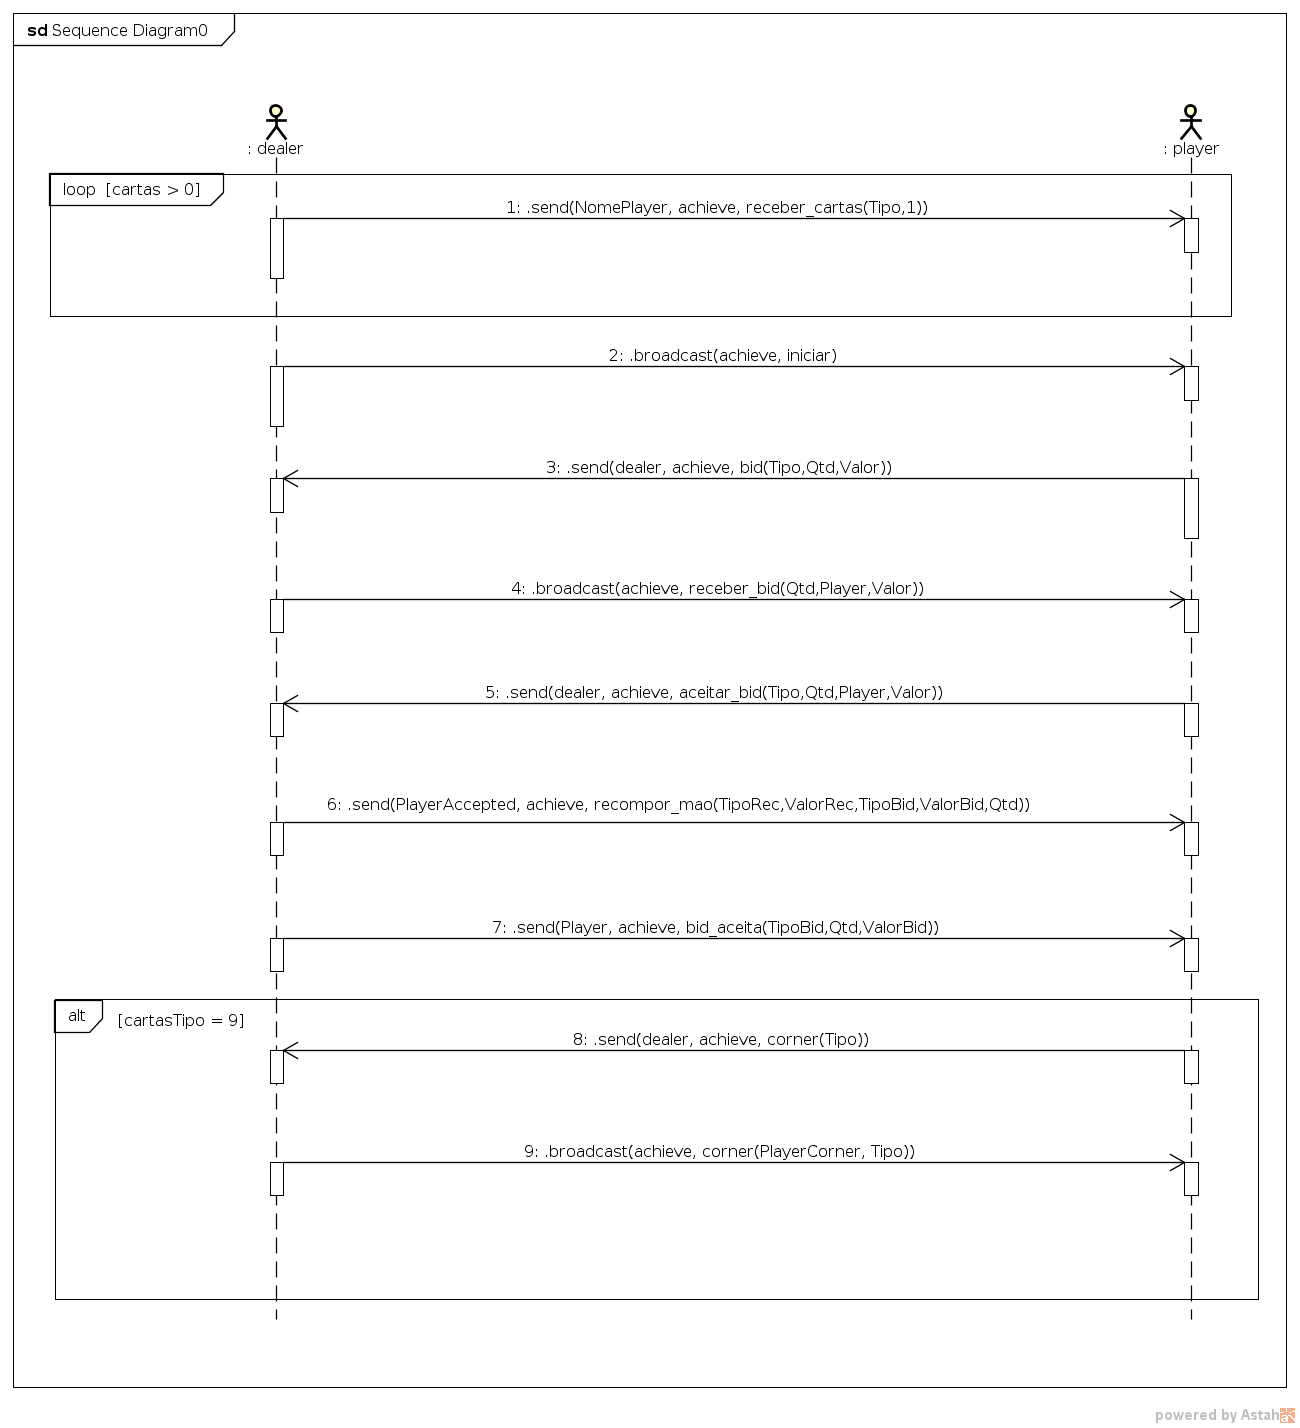 sd Sequence Diagram0
: dealer
: player
loop [cartas > 0]
1: .send(NomePlayer, achieve, receber_cartas(Tipo,1))
2: .broadcast(achieve, iniciar)
3: .send(dealer, achieve, bid(Tipo,Qtd,Valor))
4: .broadcast(achieve, receber_bid(Qtd,Player,Valor))
5: .send(dealer, achieve, aceitar_bid(Tipo,Qtd,Player,Valor))
6: .send(PlayerAccepted, achieve, recompor_mao(TipoRec,ValorRec,TipoBid,ValorBid,Qtd))
7: .send(Player, achieve, bid_aceita(TipoBid,Qtd,ValorBid))
alt
[cartasTipo = 9]
8: .send(dealer, achieve, corner(Tipo))
9: .broadcast(achieve, corner(PlayerCorner, Tipo))
powered by Astah